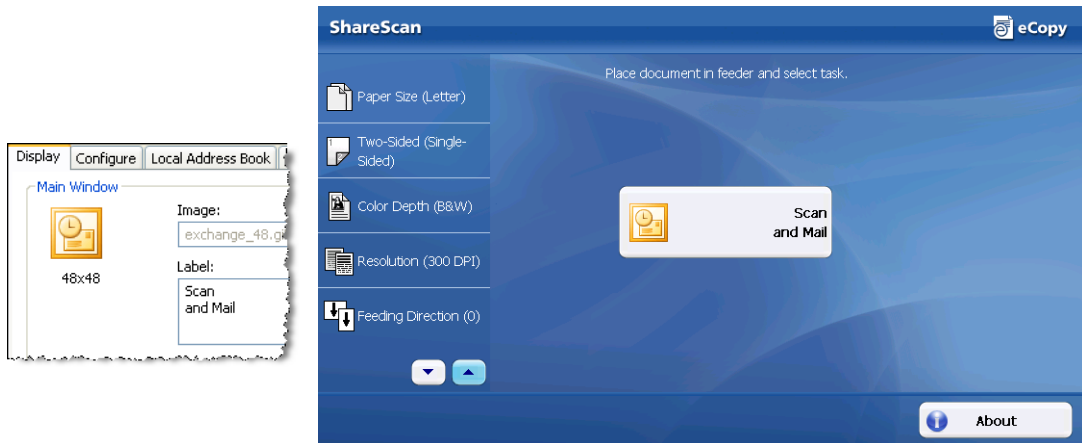 Display
Configure
Local Address Book
Main Window
48x48
Image:
exchange_48.g
Label:
Scan
and Mail
ShareScan
eCopy
Place document in feeder and select task.
Paper Size (Letter)
Two-Sided (Single-
Sided)
Color Depth (B&W)
Resolution (300 DPI)
Feeding Direction (0)
Scan
and Mail
About